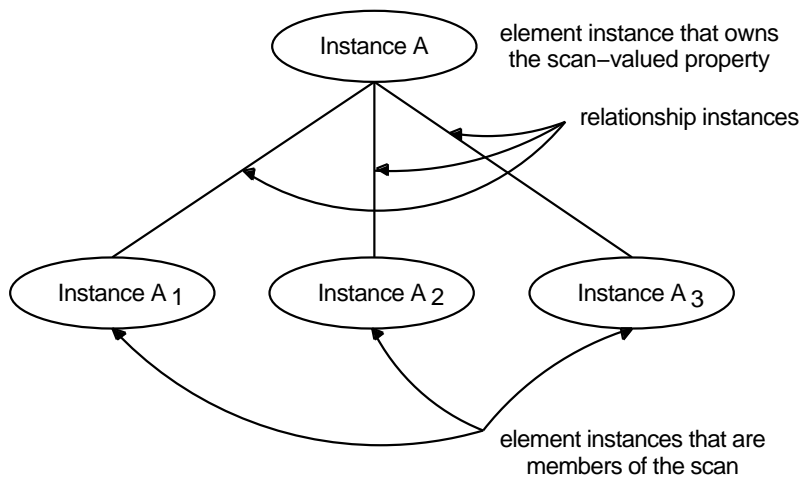 Instance A
element instance that owns
the scan–valued property
relationship instances
Instance A 1
Instance A 2
Instance A 3
element instances that are
members of the scan